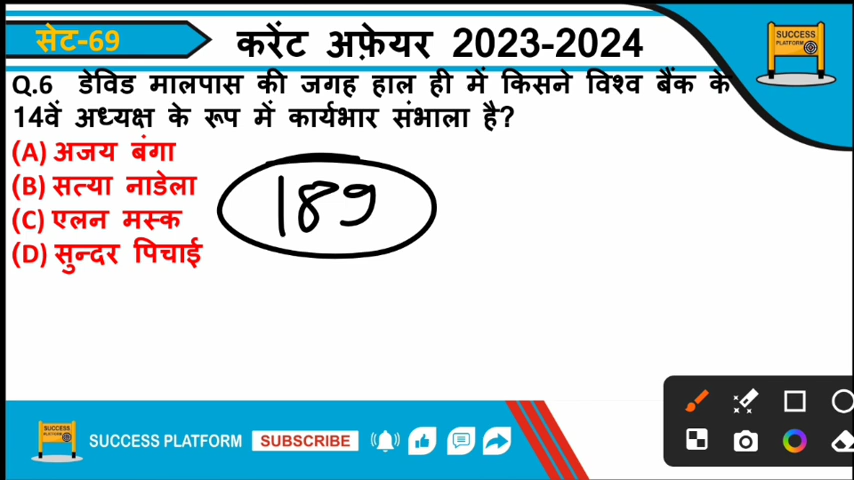 सेट-69
करेंट अफ़ेयर 2023-2024
SUCCESS
PLATFORM
Q.6 डेविड मालपास की जगह हाल ही में किसने विश्व बैंक के
14वें अध्यक्ष के रूप में कार्यभार संभाला है?
(A) अजय बंगा
(B) सत्या नाडेला
(C) एलन मस्क
(D) सुन्दर पिचाई
189
SUCCESS
PLATFORM
SUCCESS PLATFORM SUBSCRIBE